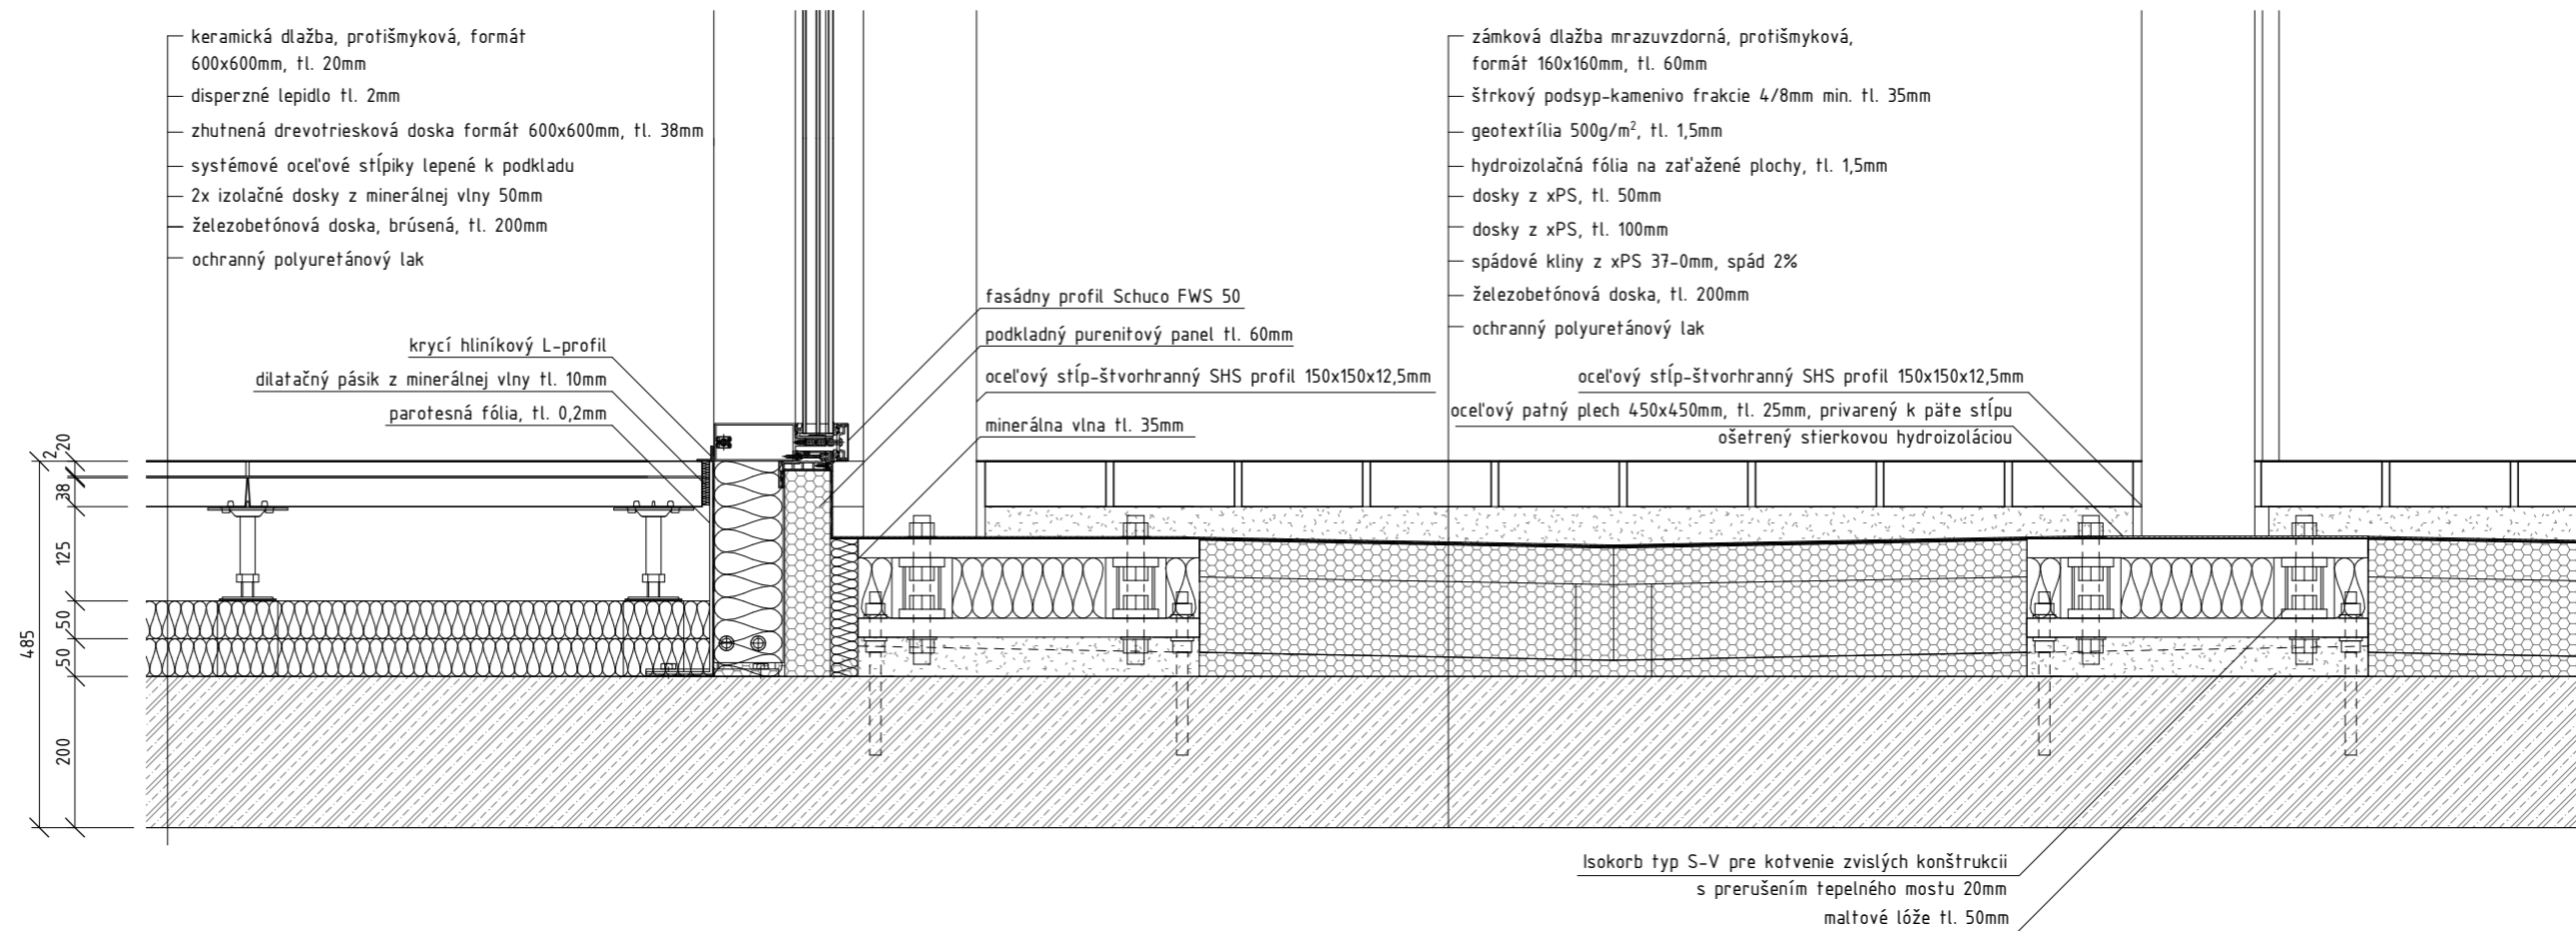 keramická dlažba, protišmyková, formát
600x600mm, tl. 20mm
disperzné lepidlo tl. 2mm
zhutnená drevotriesková doska formát 600x600mm, tl. 38mm
systémové oceľové stĺpiky lepené k podkladu
2x izolačné dosky z minerálnej vlny 50mm
železobetónová doska, brúsená, tl. 200mm
ochranný polyuretánový lak
zámková dlažba mrazuvzdorná, protišmyková,
formát 160x160mm, tl. 60mm
štrkový podsyp-kamenivo frakcie 4/8mm min. tl. 35mm
geotextília 500g/m², tl. 1,5mm
hydroizolačná fólia na zaťažené plochy, tl. 1,5mm
dosky z xPS, tl. 50mm
dosky z xPS, tl. 100mm
spádové kliny z xPS 37-0mm, spád 2%
železobetónová doska, tl. 200mm
ochranný polyuretánový lak
krycí hliníkový L-profil
dilatačný pásik z minerálnej vlny tl. 10mm
parotesná fólia, tl. 0,2mm
fasádny profil Schuco FWS 50
podkladný purenitový panel tl. 60mm
oceľový stĺp-štvorhranný SHS profil 150x150x12,5mm
minerálna vlna tl. 35mm
oceľový stĺp-štvorhranný SHS profil 150x150x12,5mm
oceľový patný plech 450x450mm, tl. 25mm, privarený k päte stĺpu
ošetrený stierkovou hydroizoláciou
20
2
38
125
50
50
200
485
Isokorb typ S-V pre kotvenie zvislých konštrukcii
s prerušením tepelného mostu 20mm
maltové lóže tl. 50mm